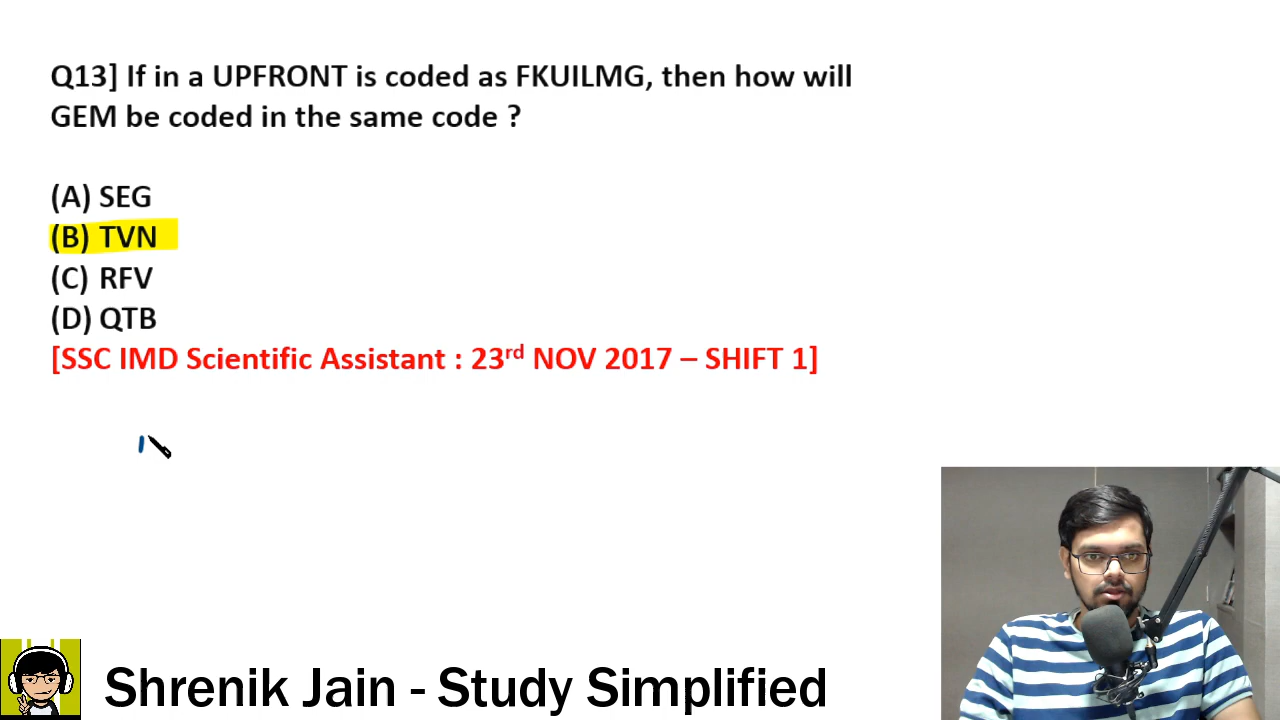 Q13] If in a UPFRONT is coded as FKUILMG, then how will
GEM be coded in the same code ?
(A) SEG
(B) TVN
(C) RFV
(D) QTB
[SSC IMD Scientific Assistant : 23rd NOV 2017 – SHIFT 1]
Shrenik Jain - Study Simplified